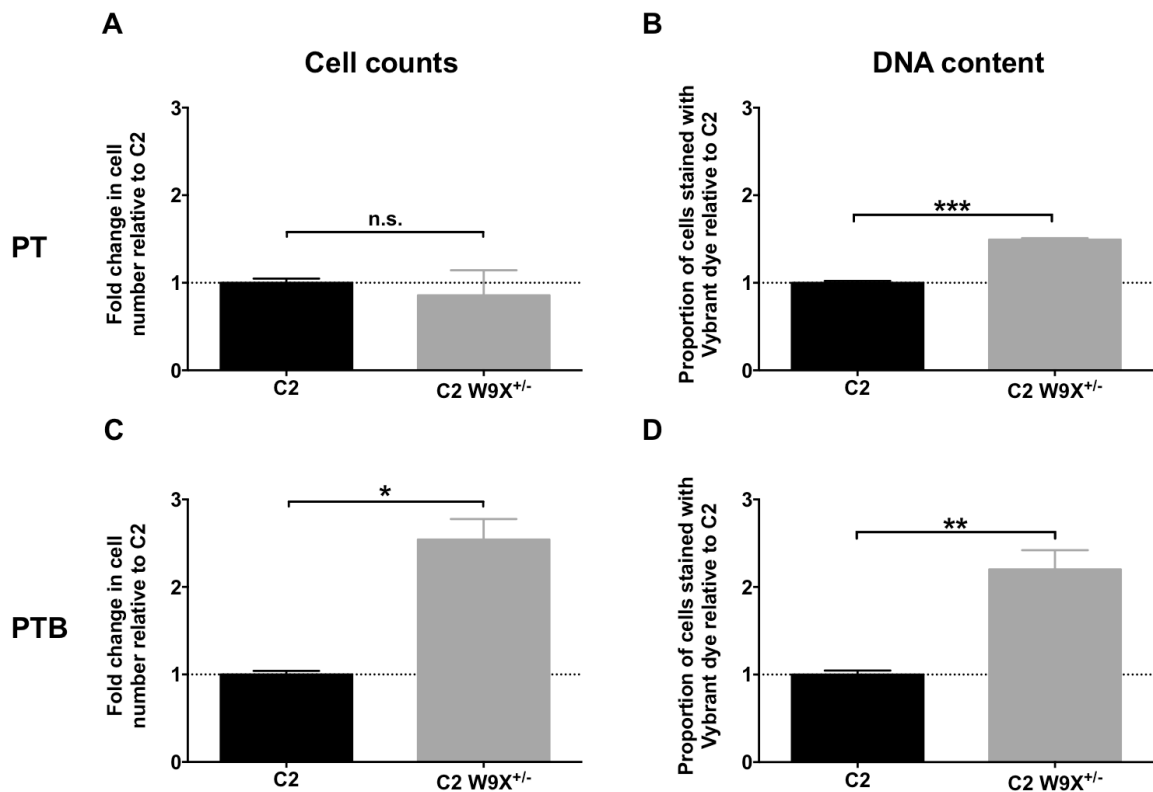 A
B
Cell counts
DNA content
PT
Fold change in cell
number relative to C2
3
2
1
0
n.s.
C2
C2 W9X+/-
Proportion of cells stained with
Vybrant dye relative to C2
3
2
1
0
***
C2
C2 W9X+/-
C
D
PTB
Fold change in cell
number relative to C2
3
2
1
0
*
C2
C2 W9X+/-
Proportion of cells stained with
Vybrant dye relative to C2
3
2
1
0
**
C2
C2 W9X+/-